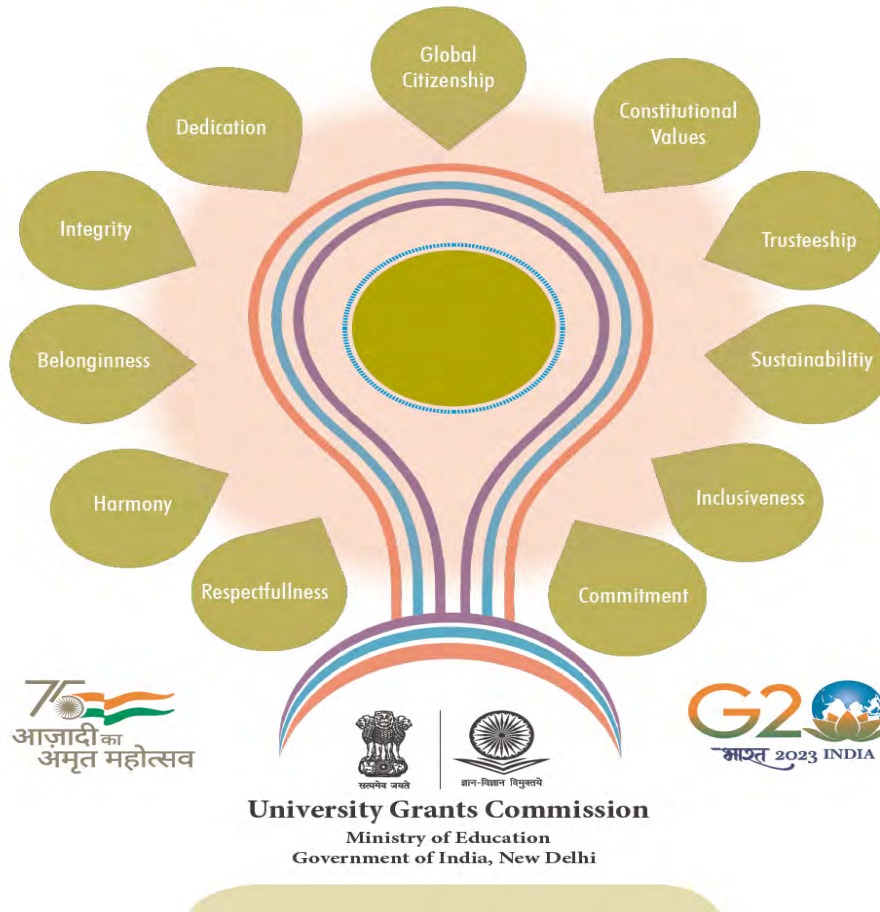 Global
Citizenship
Dedication
Constitutional
Values
Integrity
Trusteeship
Belonginness
Sustainabilitiy
Harmony
Inclusiveness
Respectfullness
Commitment
75
आज़ादी का
अमृत महोत्सव
सत्यमेव जयते
ज्ञान-विज्ञान विमुक्तये
G20
भारत 2023 INDIA
University Grants Commission
Ministry of Education
Government of India, New Delhi